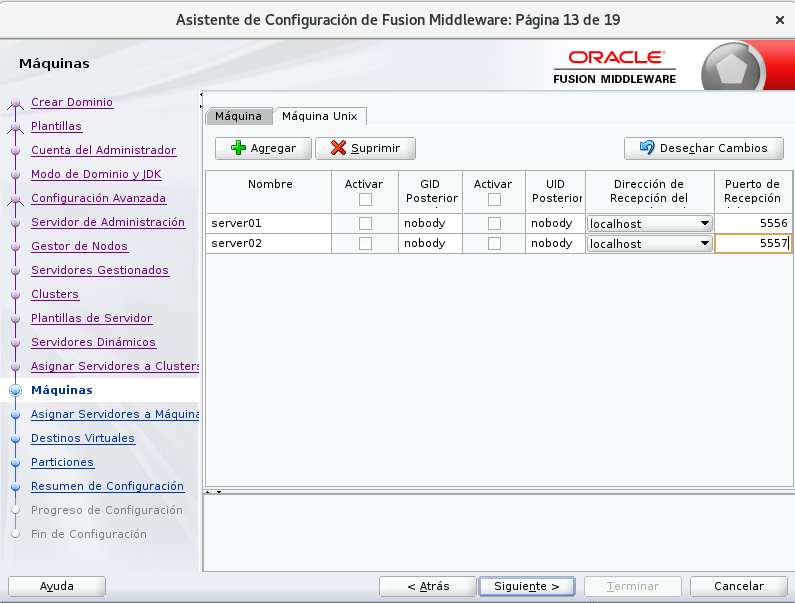 Asistente de Configuración de Fusion Middleware: Página 13 de 19
Máquinas
ORACLE
FUSION MIDDLEWARE
Crear Dominio
Plantillas
Cuenta del Administrador
Modo de Dominio y JDK
Configuración Avanzada
Servidor de Administración
Gestor de Nodos
Servidores Gestionados
Clusters
Plantillas de Servidor
Servidores Dinámicos
Asignar Servidores a Clusters
Máquinas
Asignar Servidores a Máquina
Destinos Virtuales
Particiones
Resumen de Configuración
Progreso de Configuración
Fin de Configuración
Máquina Máquina Unix
Agregar Suprimir Desechar Cambios
Nombre Activar GID Posterior Activar UID Posterior Dirección de Recepción del Puerto de Recepción
server01 nobody nobody localhost 5556
server02 nobody nobody localhost 5557
Ayuda < Atrás Siguiente > Terminar Cancelar